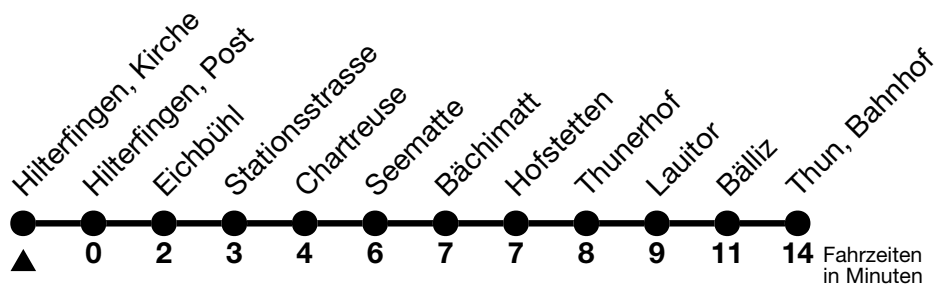 Hilterfingen, Kirche
Hilterfingen, Post
Eichbühl
Stationsstrasse
Chartreuse
Seematte
Bächimatt
Hofstetten
Thunerhof
Lauitor
Bälliz
Thun, Bahnhof
0 2 3 4 6 7 7 8 9 11 14 Fahrzeiten
in Minuten